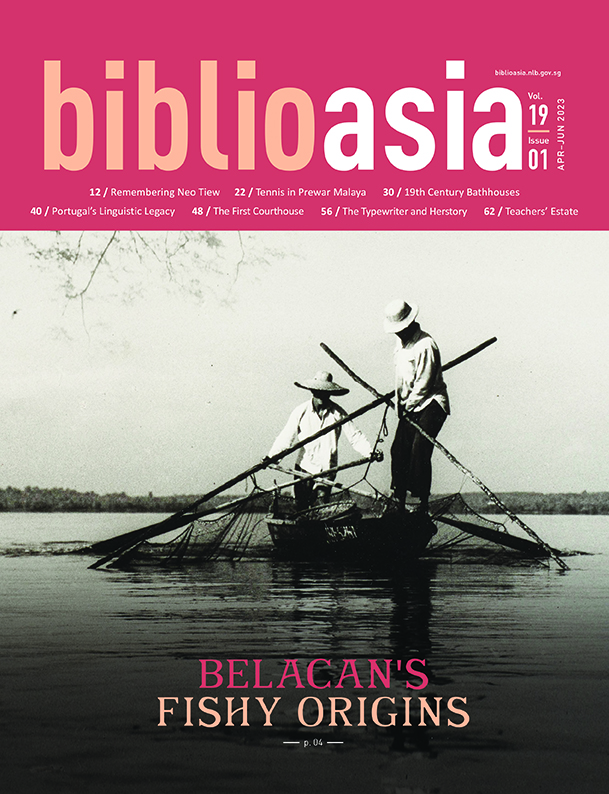 biblioasia.nlb.gov.sg
biblioasia
Vol.
19
Issue
01
APR–JUN 2023
12 / Remembering Neo Tiew 22 / Tennis in Prewar Malaya 30 / 19th Century Bathhouses
40 / Portugal's Linguistic Legacy 48 / The First Courthouse 56 / The Typewriter and Herstory 62 / Teachers' Estate
BELACAN'S
FISHY ORIGINS
p. 04